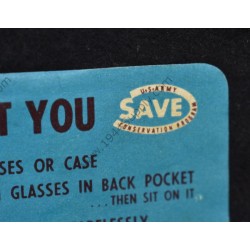 U·S·ARMY
SAVE
CONSERVATION PROGRAM
T YOU
SES OR CASE
GLASSES IN BACK POCKET
...THEN SIT ON IT.